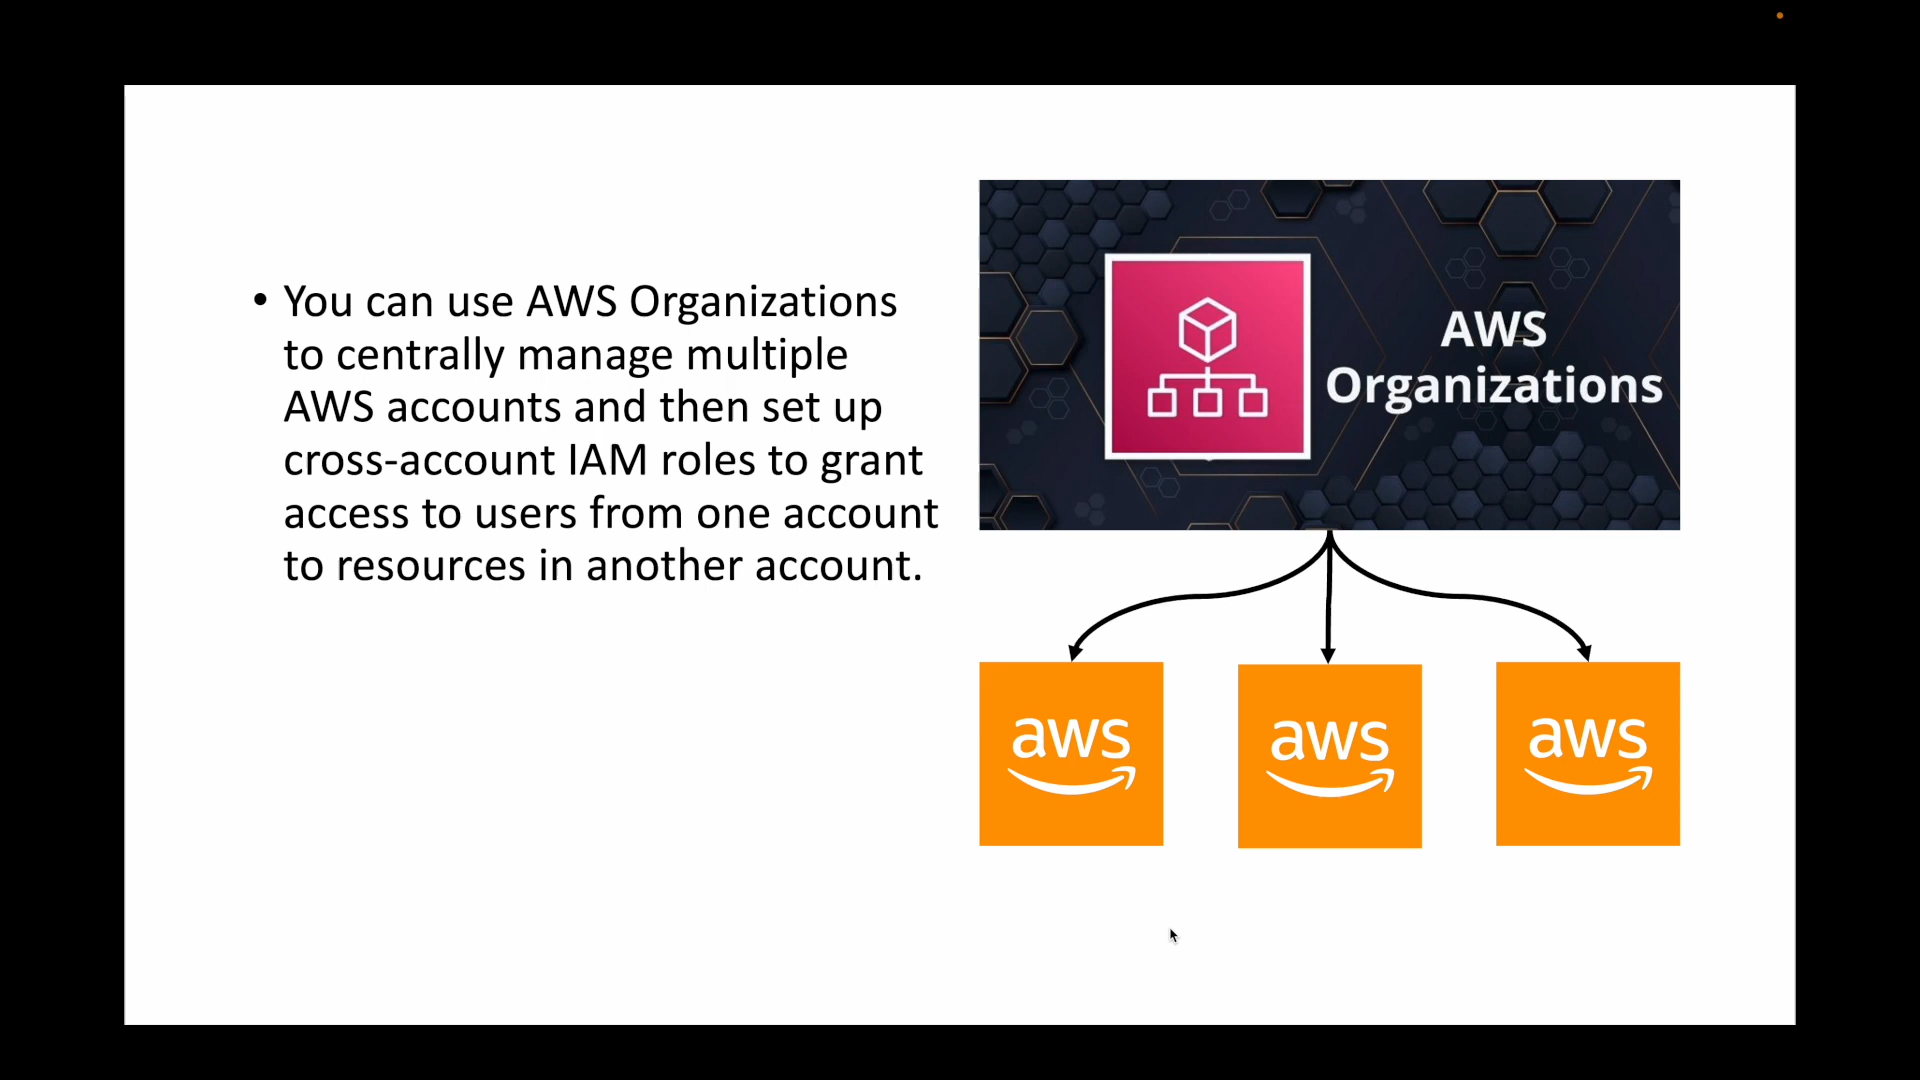 • You can use AWS Organizations
to centrally manage multiple
AWS accounts and then set up
cross-account IAM roles to grant
access to users from one account
to resources in another account.
AWS
Organizations
aws
aws
aws